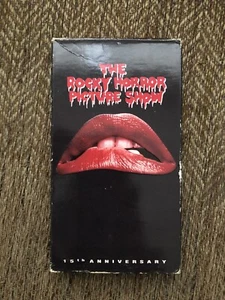 THE
ROCKY HORROR
PICTURE SHOW
15th ANNIVERSARY